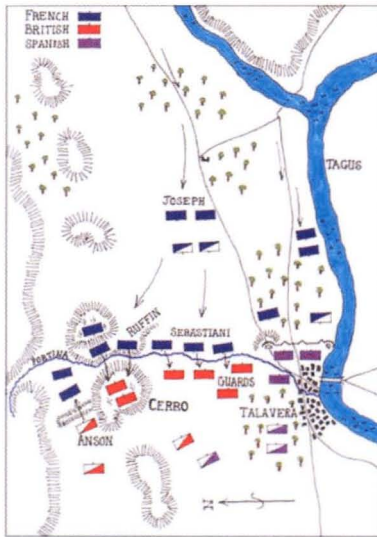 FRENCH
BRITISH
SPANISH
TAGUS
JOSEPH
RUFFIN
SEBASTIANI
PORTINA
GUARDS
CERRO
TALAVERA
ANSON